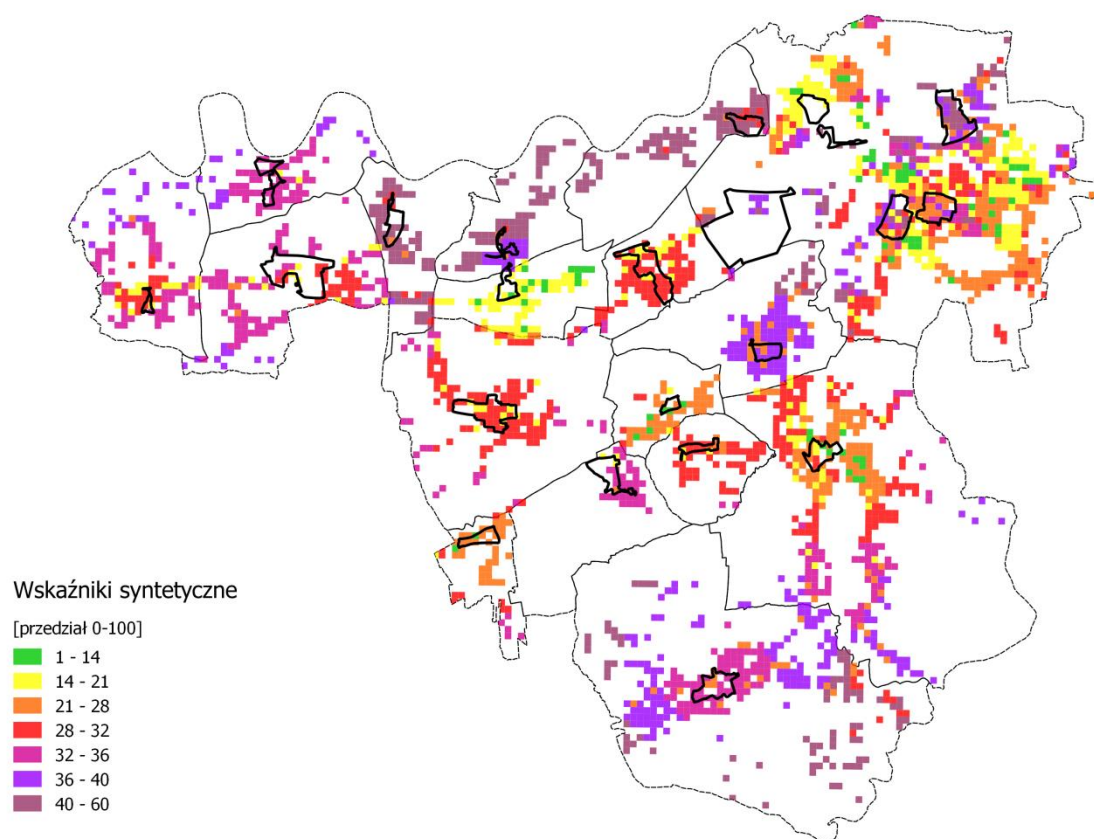 Wskaźniki syntetyczne
[przedział 0-100]
1 - 14
14 - 21
21 - 28
28 - 32
32 - 36
36 - 40
40 - 60